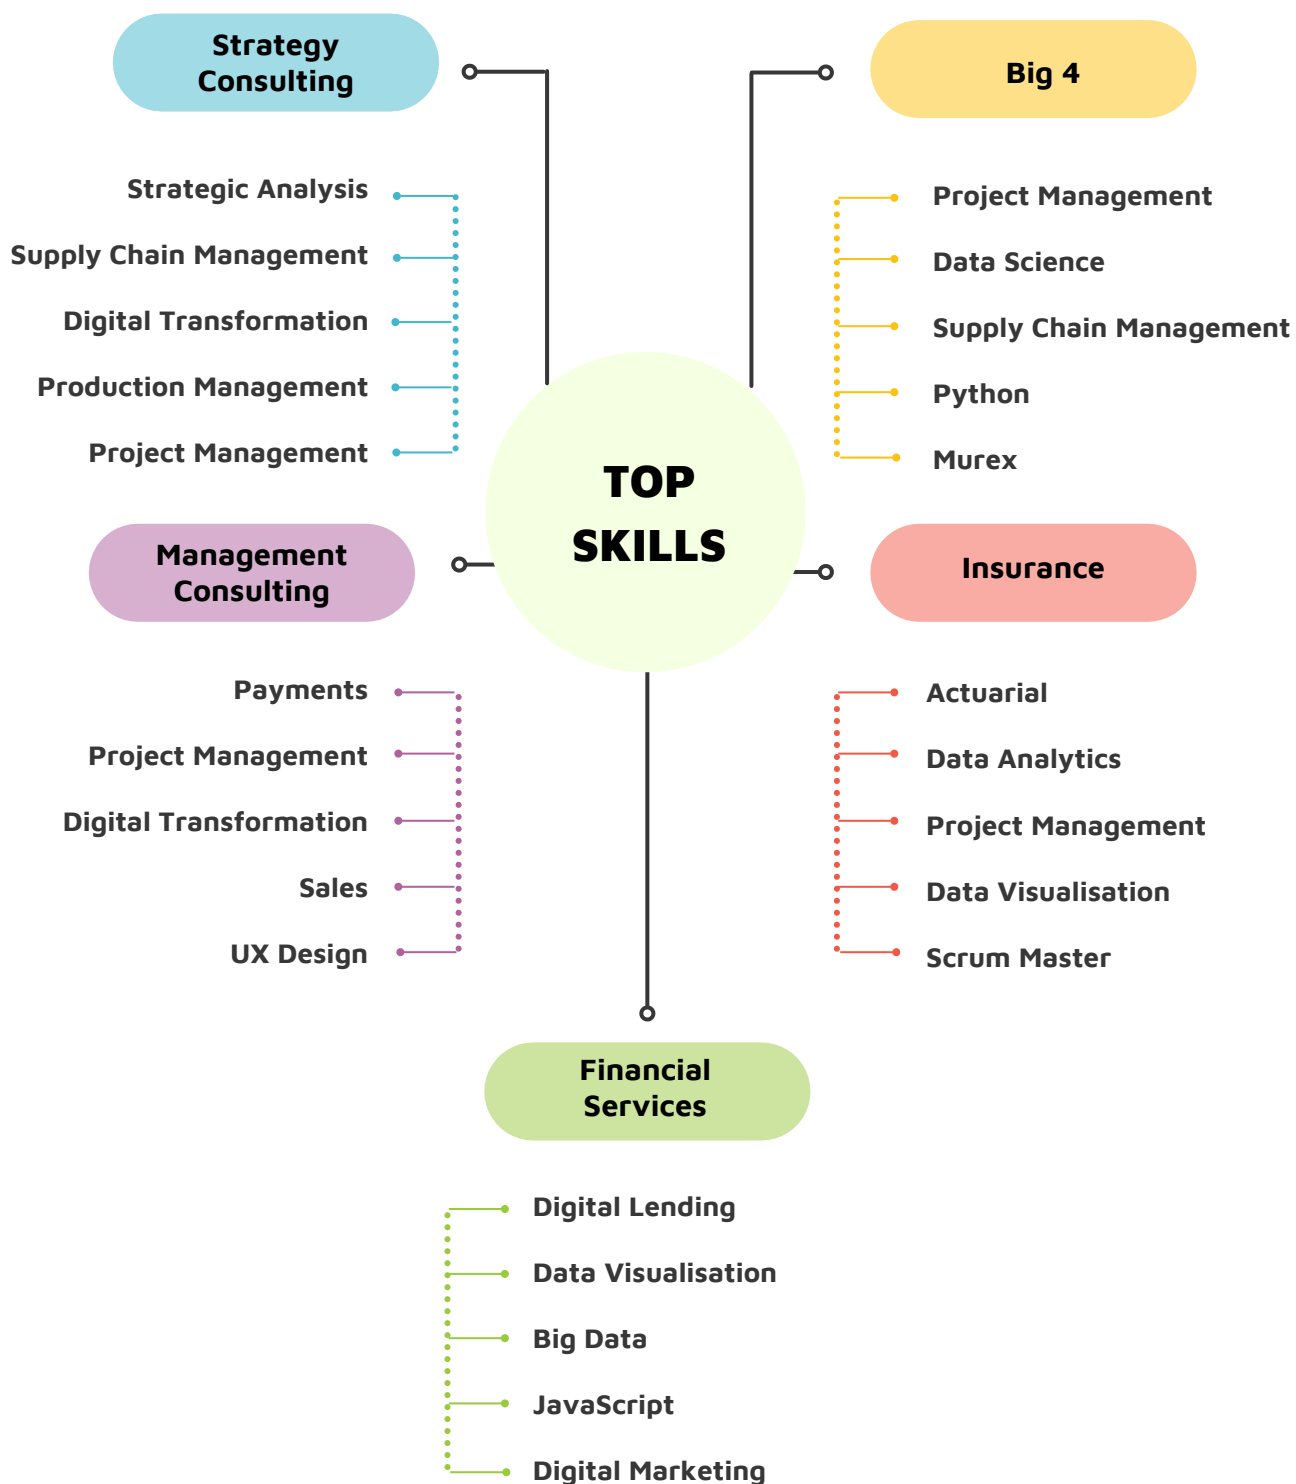 Strategy
Consulting
Strategic Analysis
Supply Chain Management
Digital Transformation
Production Management
Project Management
Big 4
Project Management
Data Science
Supply Chain Management
Python
Murex
TOP
SKILLS
Management
Consulting
Payments
Project Management
Digital Transformation
Sales
UX Design
Insurance
Actuarial
Data Analytics
Project Management
Data Visualisation
Scrum Master
Financial
Services
Digital Lending
Data Visualisation
Big Data
JavaScript
Digital Marketing